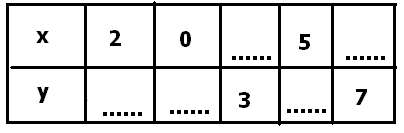 x 2 0 ...... 5 ......
y ...... ...... 3 ...... 7